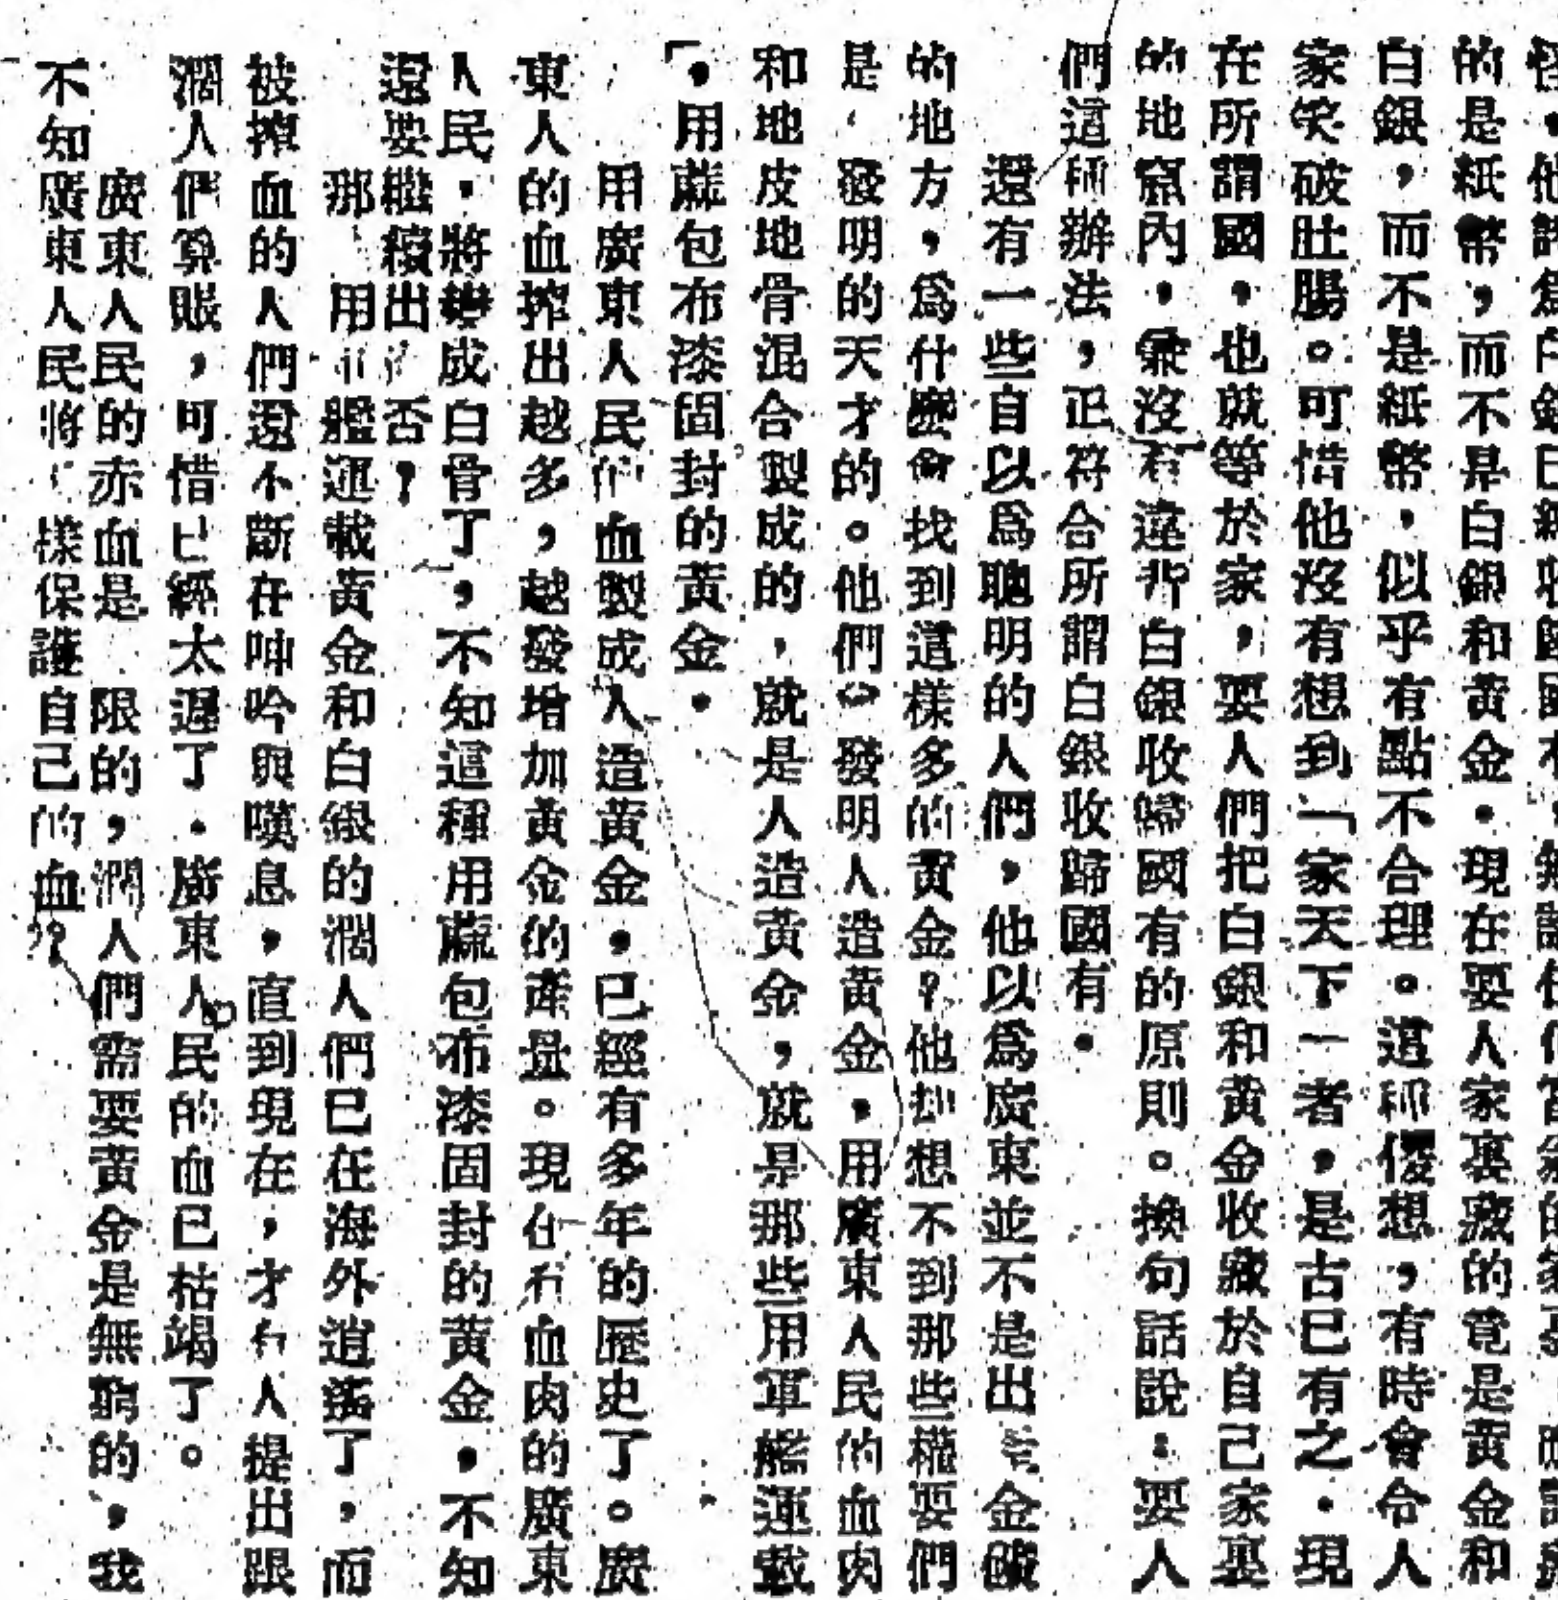 的是紙幣，而不是白銀和黃金．現在要人家裏藏的竟是黃金和
白銀，而不是紙幣，似乎有點不合理。這種傻想，有時會令人
家笑破肚腸。可惜他沒有想到「家天下」者，是古已有之．現
在所謂國，也就等於家，要人們把白銀和黃金收藏於自己家裏
的地窟內，彙沒有違背白銀收歸國有的原則。換句話說：要人
們這種辦法，正符合所謂白銀收歸國有．
還有一些自以爲聰明的人們，他以爲廣東並不是出金礦
的地方，爲什麽會找到這樣多的黃金？他却想不到那些權要們
是發明的天才的。他們發明人造黃金，用廣東人民的血肉
和地皮地骨混合製成的，就是人造黃金，就是那些用軍艦運載
，用蔴包布漆固封的黃金．
用廣東人民的血製成人造黃金，已經有多年的歷史了。廣
東人的血搾出越多，越發增加黃金的產量。現在有血肉的廣東
人民，將變成白骨了，不知這種用蔴包布漆固封的黃金，不知
還要繼續出否？
那用艦運載黃金和白銀的濶人們已在海外逍遙了，而
被搾血的人們還不斷在呻吟與嘆息，直到現在，才有人提出跟
濶人們算賬，可惜已經太遲了．廣東人民的血已枯竭了。
廣東人民的赤血是限的，濶人們需要黃金是無窮的，我
不知廣東人民將樣保護自己的血？？